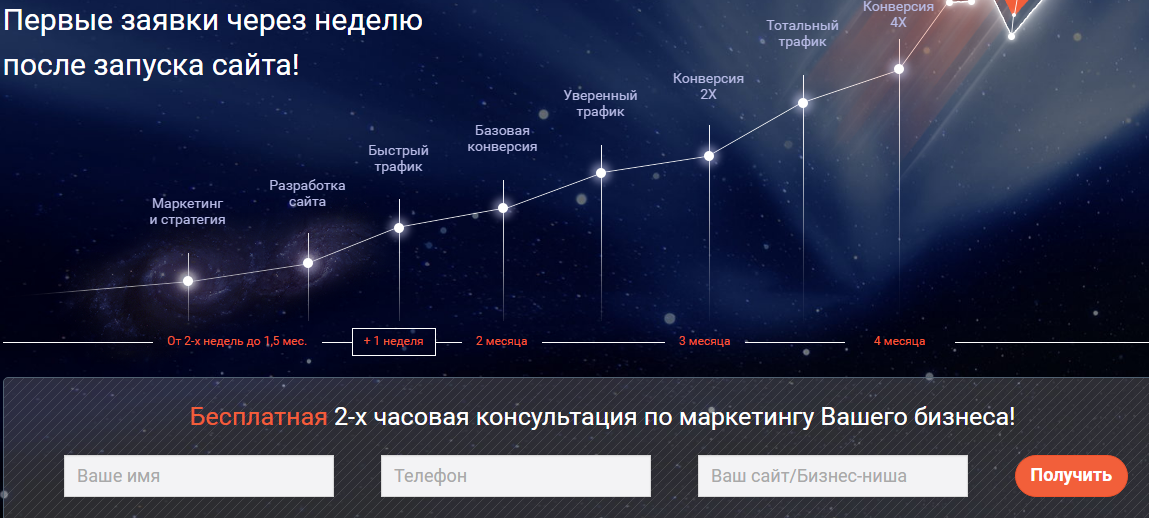 Первые заявки через неделю
после запуска сайта!
Маркетинг
и стратегия
Разработка
сайта
Быстрый
трафик
Базовая
конверсия
Уверенный
трафик
Конверсия
2X
Тотальный
трафик
Конверсия
4X
От 2-х недель до 1,5 мес.
+ 1 неделя
2 месяца
3 месяца
4 месяца
Бесплатная 2-х часовая консультация по маркетингу Вашего бизнеса!
Ваше имя
Телефон
Ваш сайт/Бизнес-ниша
Получить